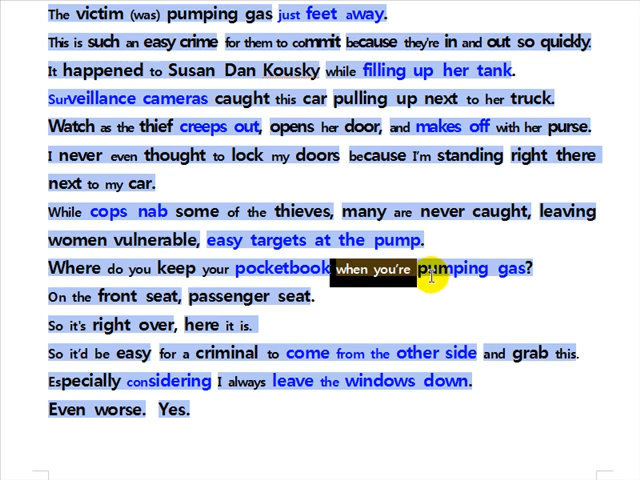 The victim (was) pumping gas just feet away.
This is such an easy crime for them to commit because they're in and out so quickly.
It happened to Susan Dan Kousky while filling up her tank.
Surveillance cameras caught this car pulling up next to her truck.
Watch as the thief creeps out, opens her door, and makes off with her purse.
I never even thought to lock my doors because I'm standing right there
next to my car.
While cops nab some of the thieves, many are never caught, leaving
women vulnerable, easy targets at the pump.
Where do you keep your pocketbook when you're pumping gas?
On the front seat, passenger seat.
So it's right over, here it is.
So it'd be easy for a criminal to come from the other side and grab this.
Especially considering I always leave the windows down.
Even worse. Yes.